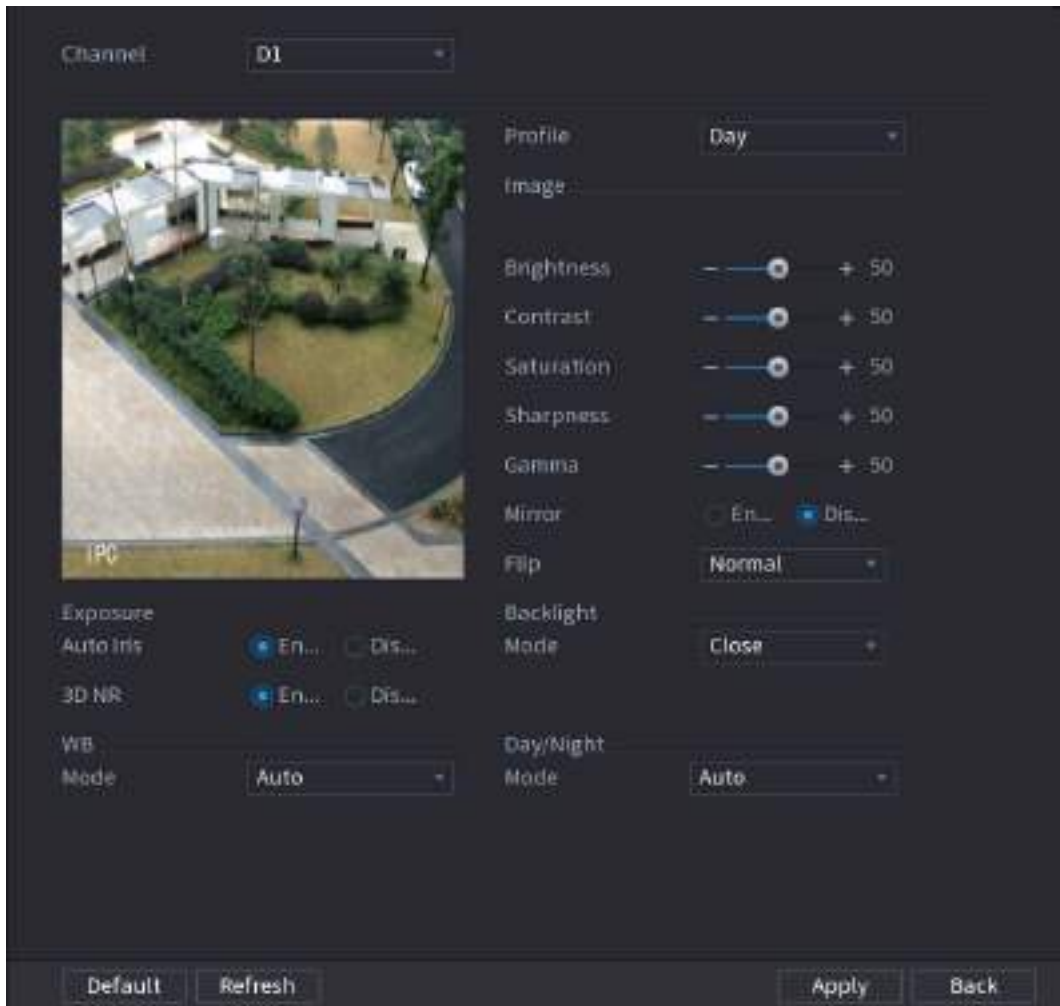 Channel D1
Profile Day
Image
Brightness - + 50
Contrast - + 50
Saturation - + 50
Sharpness - + 50
Gamma - + 50
Mirror En... Dis...
IPC
Flip Normal
Exposure
Auto Iris En... Dis...
3D NR En... Dis...
Backlight
Mode Close
WB
Mode Auto
Day/Night
Mode Auto
Default Refresh Apply Back